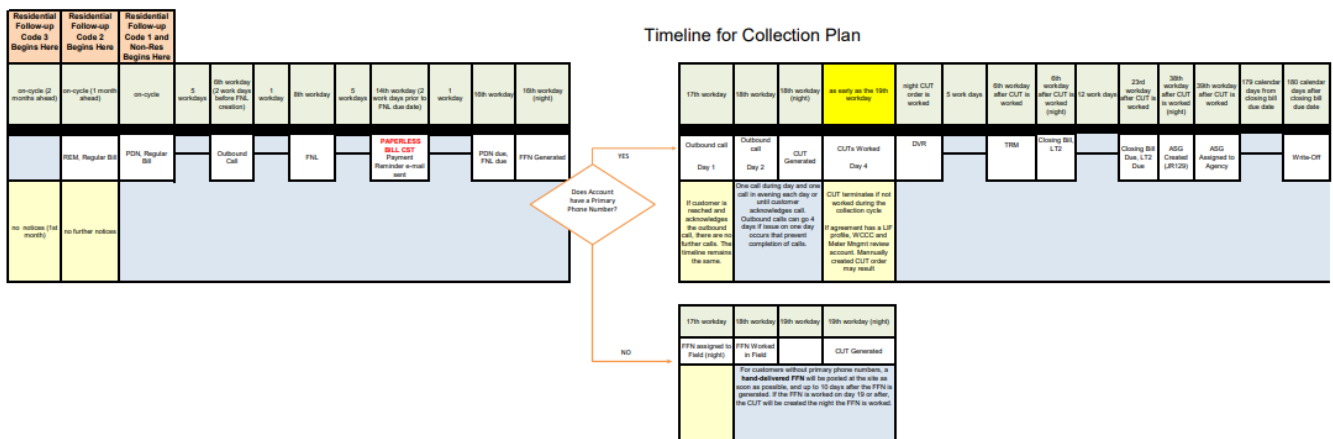 Timeline for Collection Plan
Residential
Follow-up
Code 3
Begins Here
Residential
Follow-up
Code 2
Begins Here
Residential
Follow-up
Code 1 and
Non-Res
Begins Here
on-cycle (2
months ahead)
on-cycle (1 month
ahead)
on-cycle
5
workdays
6th workday
(2 work days
before FNL
creation)
1
workday
8th workday
5
workdays
14th workday (2
work days prior to
FNL due date)
1
workday
16th workday
16th workday
(night)
REM, Regular Bill
PDN, Regular
Bill
Outbound
Call
FNL
PAPERLESS
BILL CST
Payment
Reminder e-mail
sent
PDN due,
FNL due
FFN Generated
no notices (1st
month)
no further notices
Does Account
have a Primary
Phone Number?
YES
NO
17th workday
18th workday
18th workday
(night)
as early as the 19th
workday
night CUT
order is
worked
5 work days
6th workday
after CUT is
worked
6th
workday
after CUT is
worked
(night)
12 work days
23rd
workday
after CUT is
worked
38th
workday
after CUT
is worked
(night)
39th workday
after CUT is
worked
179 calendar
days from
closing bill
due date
180 calendar
days after
closing bill
due date
Outbound call
Day 1
Outbound
call
Day 2
CUT
Generated
CUTs Worked
Day 4
DVR
TRM
Closing Bill,
LT2
Closing Bill
Due, LT2
Due
ASG
Created
(JR129)
ASG
Assigned to
Agency
Write-Off
If customer is
reached and
acknowledges
the outbound
call, there are no
further calls. The
timeline remains
the same.
One call during day and one
call in evening each day or
until customer
acknowledges call.
Outbound calls can go 4
days if issue on one day
occurs that prevent
completion of calls.
CUT terminates if not
worked during the
collection cycle
If agreement has a LIF
profile, WCCC and
Meter Mngmt review
account. Mannually
created CUT order
may result
17th workday
18th workday
19th workday
19th workday (night)
FFN assigned to
Field (night)
FFN Worked
in Field
CUT Generated
For customers without primary phone numbers, a
hand-delivered FFN will be posted at the site as
soon as possible, and up to 10 days after the FFN is
generated. If the FFN is worked on day 19 or after,
the CUT will be created the night the FFN is worked.